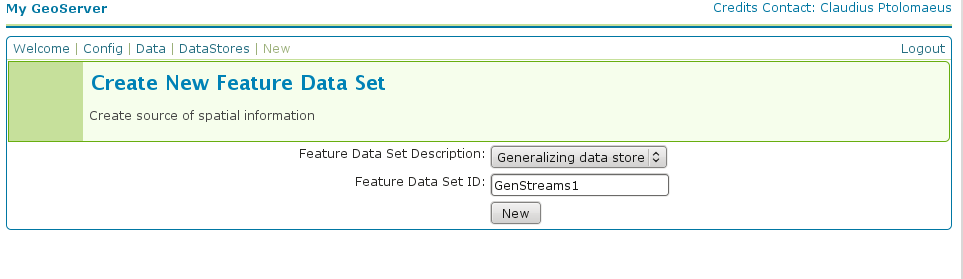 My GeoServer Credits Contact: Claudius Ptolomaeus
Welcome | Config | Data | DataStores | New Logout
Create New Feature Data Set
Create source of spatial information
Feature Data Set Description: Generalizing data store
Feature Data Set ID: GenStreams1
New